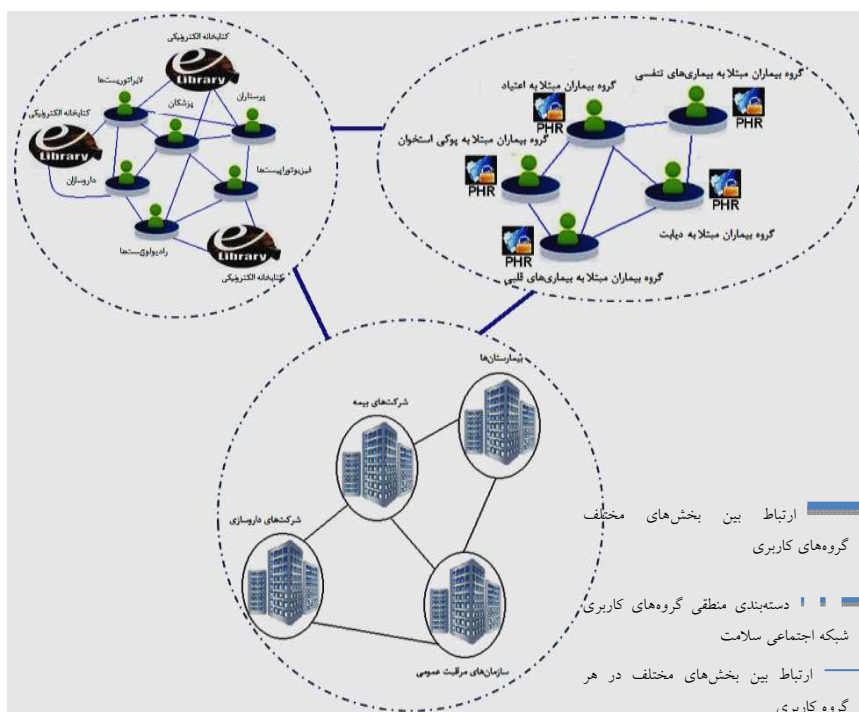 کتابخانه الکترونیکی
e
Library
لابراتوریست‌ها
پزشکان
پرستاران
کتابخانه الکترونیکی
e
Library
داروسازان
فیزیوتراپیست‌ها
رادیولوژیست‌ها
e
Library
کتابخانه الکترونیکی
گروه بیماران مبتلا به بیماری‌های تنفسی
گروه بیماران مبتلا به اعتیاد
PHR
PHR
گروه بیماران مبتلا به پوکی استخوان
PHR
PHR
گروه بیماران مبتلا به دیابت
PHR
گروه بیماران مبتلا به بیماری‌های قلبی
بیمارستان‌ها
شرکت‌های بیمه
شرکت‌های داروسازی
سازمان‌های مراقبت عمومی
ارتباط بین بخش‌های مختلف
گروه‌های کاربری
دسته‌بندی منطقی گروه‌های کاربری
شبکه اجتماعی سلامت
ارتباط بین بخش‌های مختلف در هر
گروه کاربری